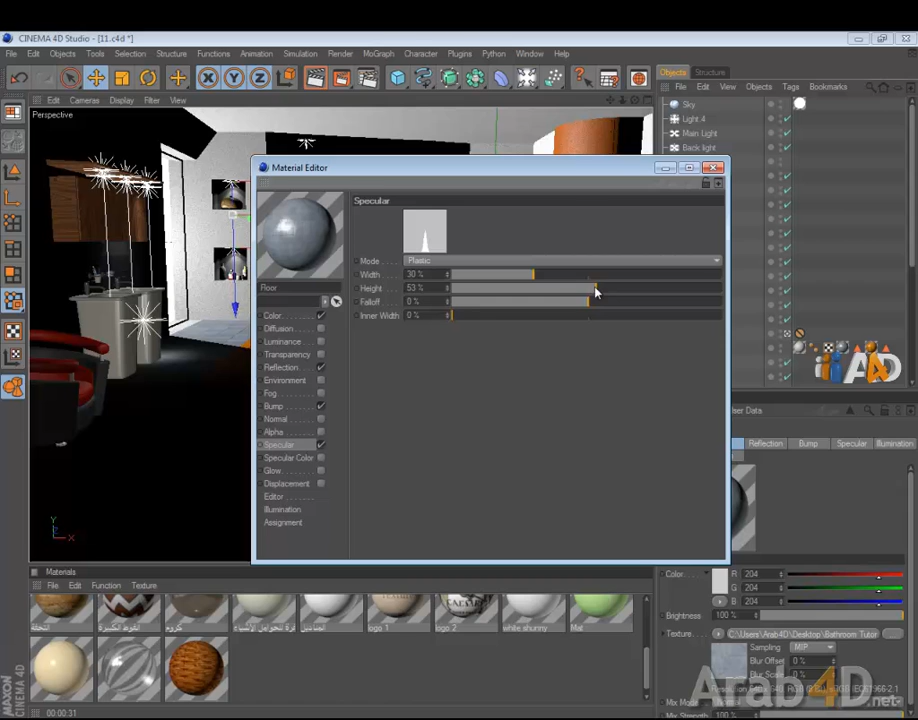 CINEMA 4D Studio - [11.c4d *]
File Edit Objects Tools Selection Structure Functions Animation Simulation Render MoGraph Character Plugins Python Window Help
Objects Structure
File Edit View Objects Tags Bookmarks
Edit Cameras Display Filter View
Perspective
Sky
Light 4
Main Light
Back light
Material Editor
Specular
Mode Plastic
Width 30 %
Height 53 %
Falloff 0 %
Inner Width 0 %
Floor
Color
Diffusion
Luminance
Transparency
Reflection
Environment
Fog
Bump
Normal
Alpha
Specular
Specular Color
Glow
Displacement
Editor
Illumination
Assignment
A4D
User Data
Reflection Bump Specular Illumination
Color R 204
G 204
B 204
Brightness 100 %
Texture C:\Users\Arab4D\Desktop\Bathroom Tutor
Sampling MIP
Blur Offset 0 %
Blur Scale 0 %
Mix Mode
Mix Strength
Materials
File Edit Function Texture
كروم logo 1 logo 2 white shunny Mat
Arab4D.net
MAXON CINEMA 4D
00:00:31